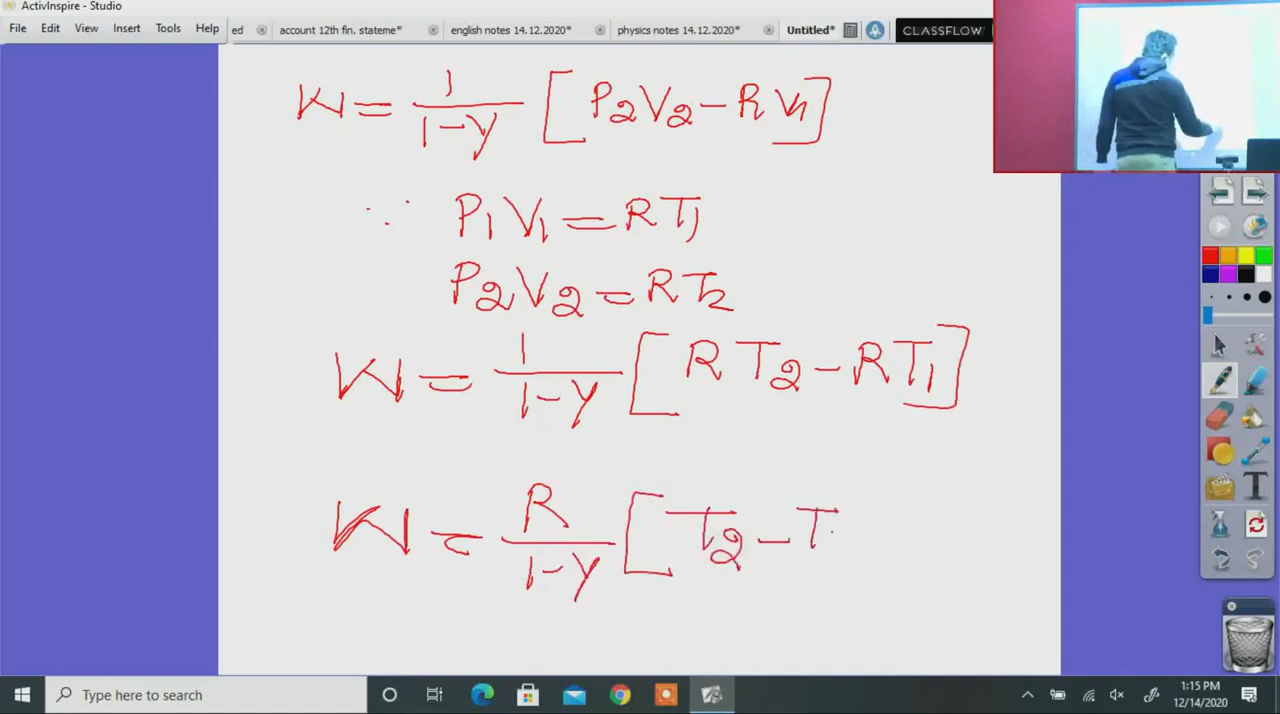 ActivInspire - Studio
File Edit View Insert Tools Help
ed account 12th fin. stateme* english notes 14.12.2020* physics notes 14.12.2020* Untitled* CLASSFLOW
W = 1/1-γ [P2V2 - P1V1]
∵ P1V1 = RT1
P2V2 = RT2
W = 1/1-γ [RT2 - RT1]
W = R/1-γ [T2 - T
Type here to search
1:15 PM
12/14/2020